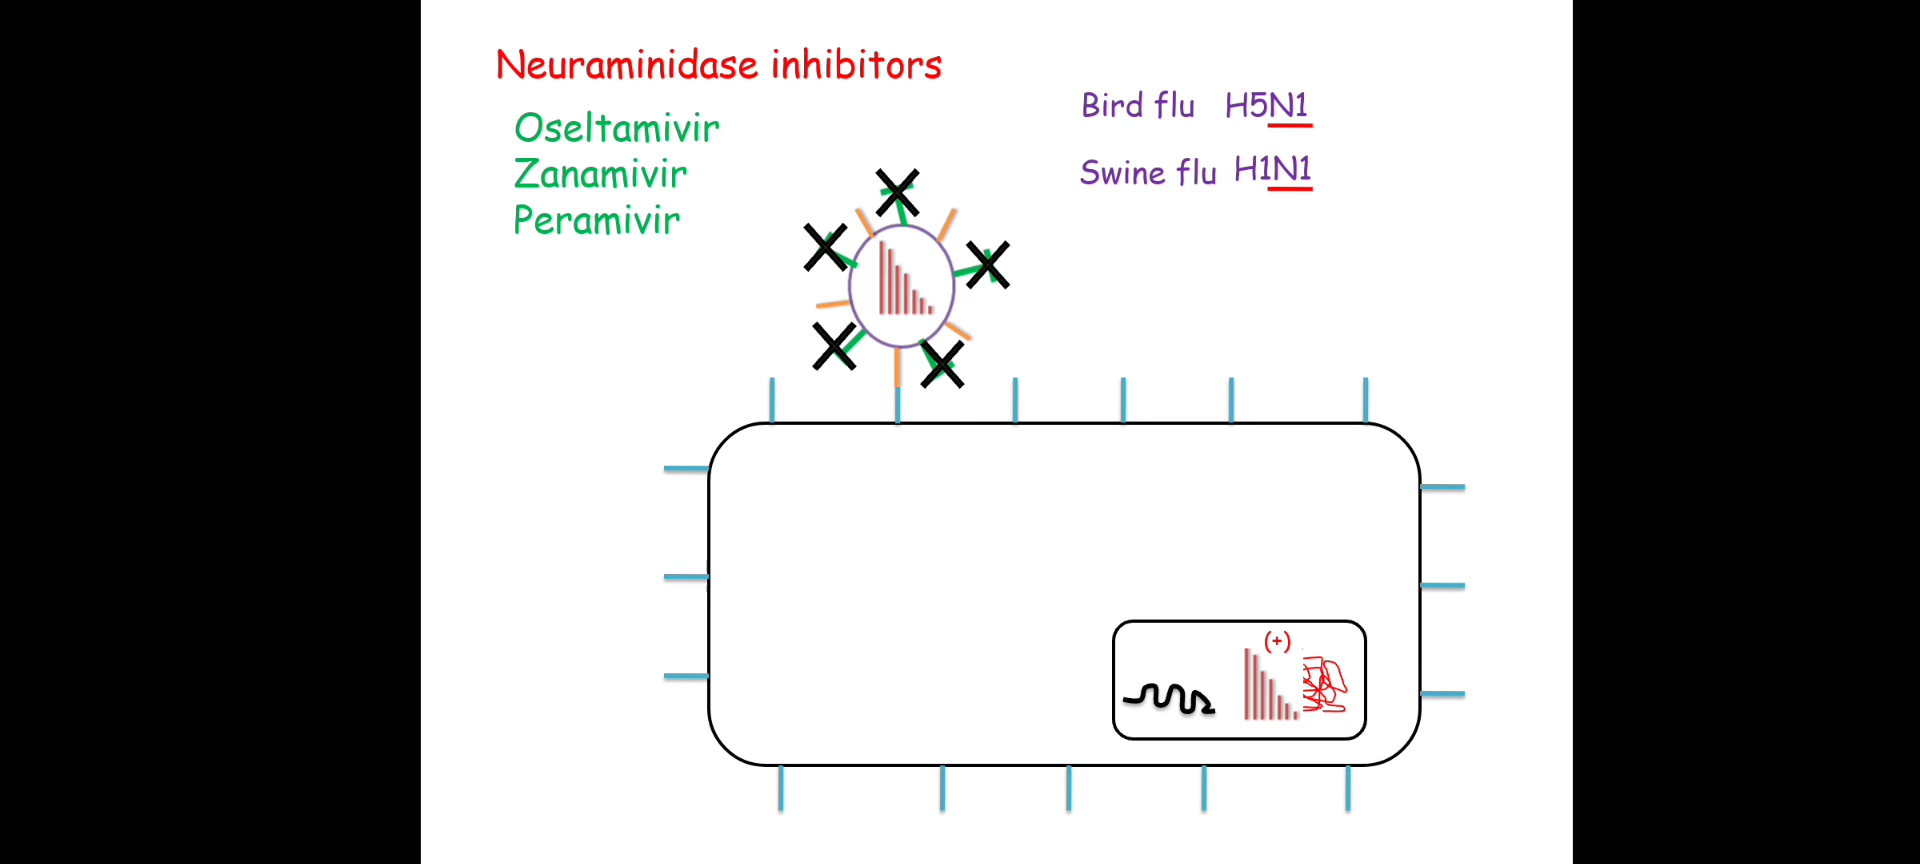 Neuraminidase inhibitors
Oseltamivir
Zanamivir
Peramivir
Bird flu H5N1
Swine flu H1N1
(+)